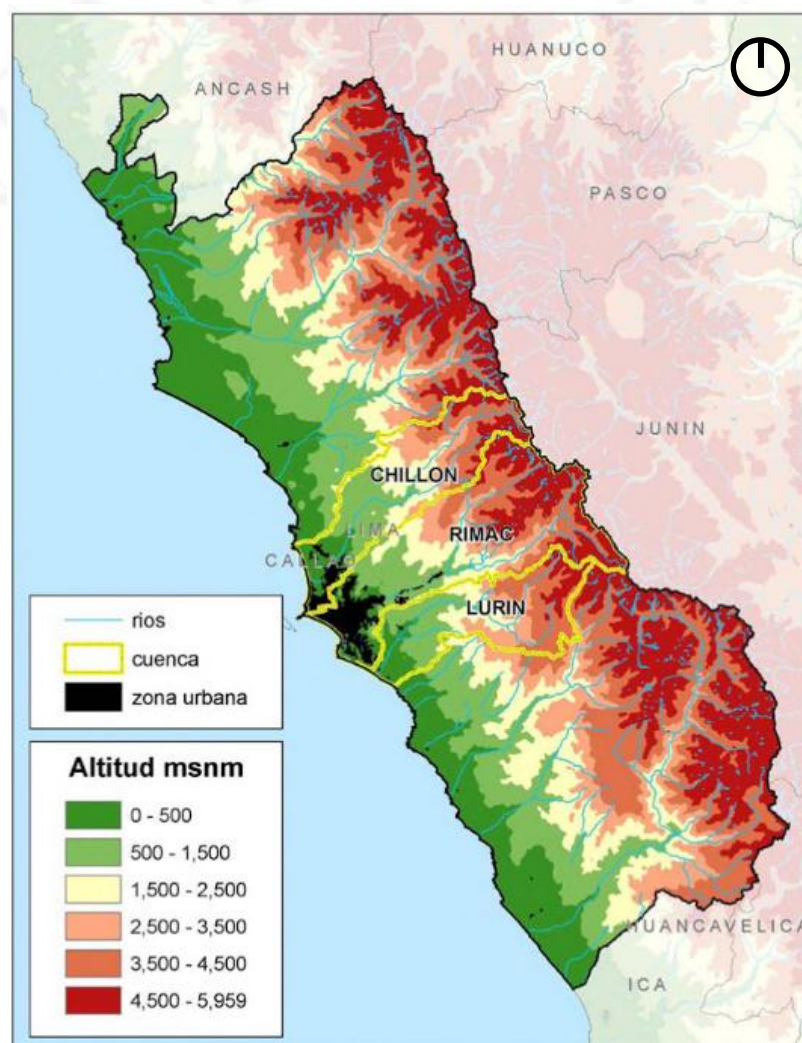 HUANUCO
ANCASH
PASCO
JUNIN
CHILLON
LIMA
RIMAC
CALLAO
LURIN
rios
cuenca
zona urbana
Altitud msnm
0 - 500
500 - 1,500
1,500 - 2,500
2,500 - 3,500
3,500 - 4,500
4,500 - 5,959
HUANCAVELICA
ICA